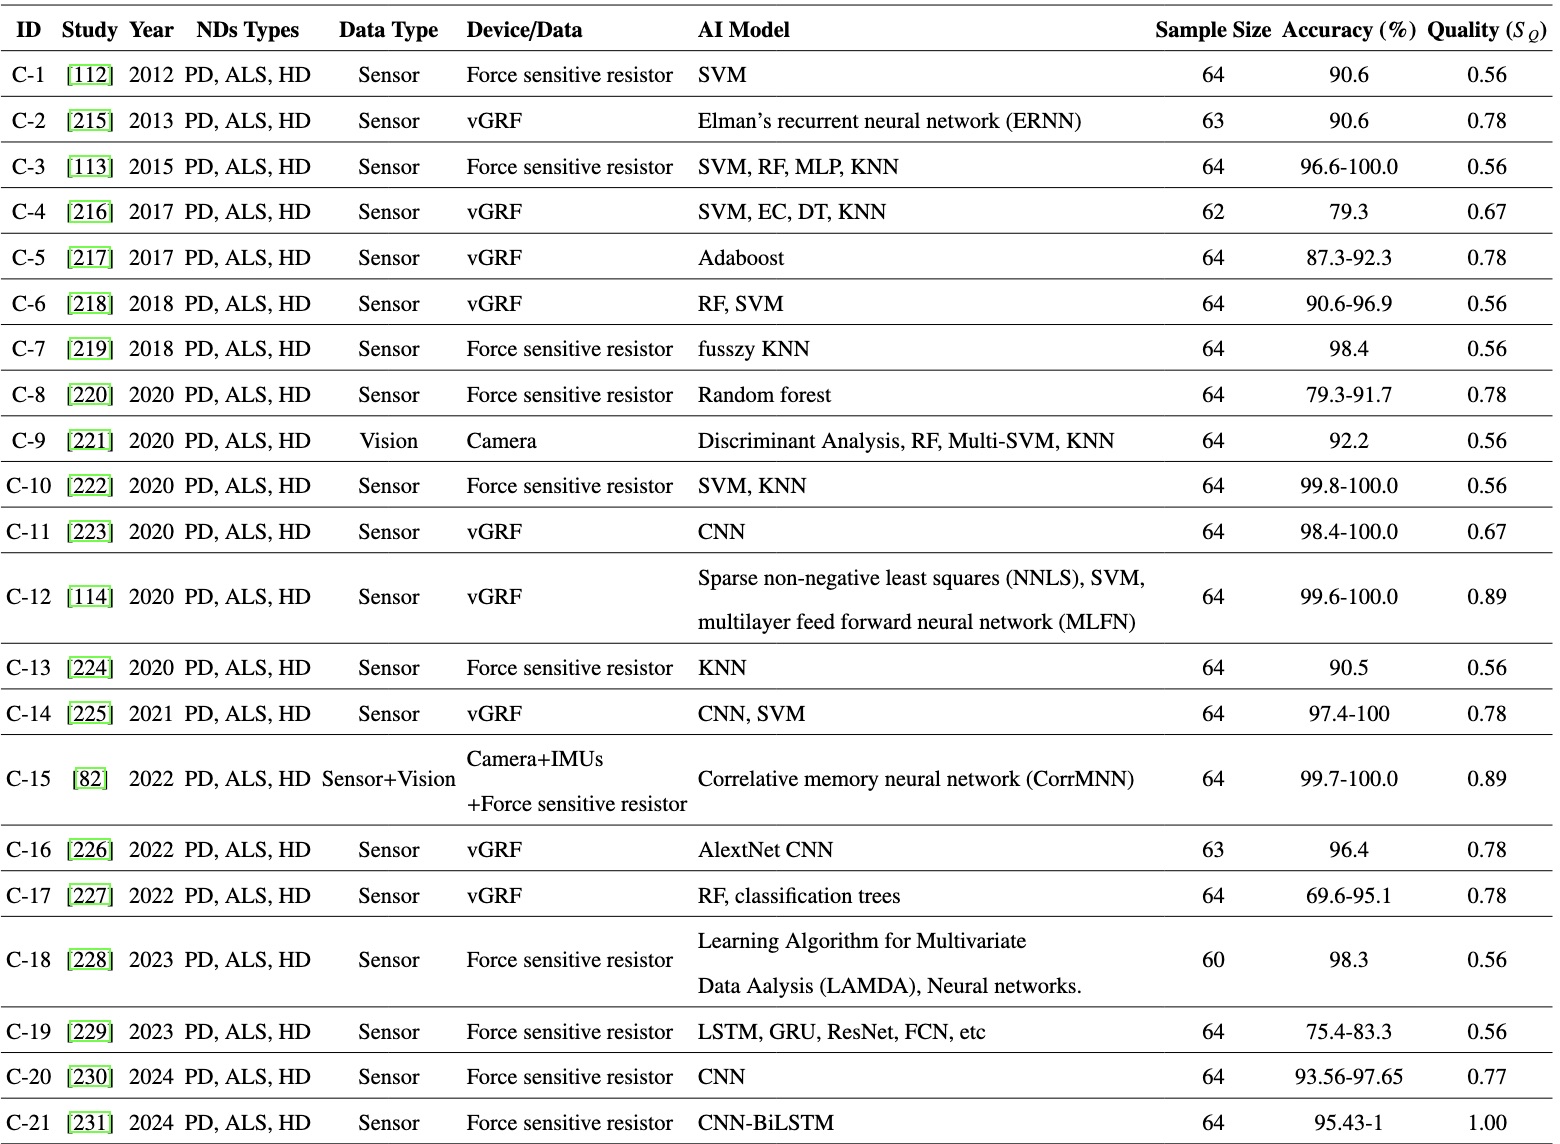 ID Study Year NDs Types Data Type Device/Data AI Model Sample Size Accuracy (%) Quality (S_Q)
C-1 [112] 2012 PD, ALS, HD Sensor Force sensitive resistor SVM 64 90.6 0.56
C-2 [215] 2013 PD, ALS, HD Sensor vGRF Elman's recurrent neural network (ERNN) 63 90.6 0.78
C-3 [113] 2015 PD, ALS, HD Sensor Force sensitive resistor SVM, RF, MLP, KNN 64 96.6-100.0 0.56
C-4 [216] 2017 PD, ALS, HD Sensor vGRF SVM, EC, DT, KNN 62 79.3 0.67
C-5 [217] 2017 PD, ALS, HD Sensor vGRF Adaboost 64 87.3-92.3 0.78
C-6 [218] 2018 PD, ALS, HD Sensor vGRF RF, SVM 64 90.6-96.9 0.56
C-7 [219] 2018 PD, ALS, HD Sensor Force sensitive resistor fusszy KNN 64 98.4 0.56
C-8 [220] 2020 PD, ALS, HD Sensor Force sensitive resistor Random forest 64 79.3-91.7 0.78
C-9 [221] 2020 PD, ALS, HD Vision Camera Discriminant Analysis, RF, Multi-SVM, KNN 64 92.2 0.56
C-10 [222] 2020 PD, ALS, HD Sensor Force sensitive resistor SVM, KNN 64 99.8-100.0 0.56
C-11 [223] 2020 PD, ALS, HD Sensor vGRF CNN 64 98.4-100.0 0.67
Sparse non-negative least squares (NNLS), SVM,
C-12 [114] 2020 PD, ALS, HD Sensor vGRF 64 99.6-100.0 0.89
multilayer feed forward neural network (MLFN)
C-13 [224] 2020 PD, ALS, HD Sensor Force sensitive resistor KNN 64 90.5 0.56
C-14 [225] 2021 PD, ALS, HD Sensor vGRF CNN, SVM 64 97.4-100 0.78
Camera+IMUs
C-15 [82] 2022 PD, ALS, HD Sensor+Vision Correlative memory neural network (CorrMNN) 64 99.7-100.0 0.89
+Force sensitive resistor
C-16 [226] 2022 PD, ALS, HD Sensor vGRF AlextNet CNN 63 96.4 0.78
C-17 [227] 2022 PD, ALS, HD Sensor vGRF RF, classification trees 64 69.6-95.1 0.78
Learning Algorithm for Multivariate
C-18 [228] 2023 PD, ALS, HD Sensor Force sensitive resistor 60 98.3 0.56
Data Aalysis (LAMDA), Neural networks.
C-19 [229] 2023 PD, ALS, HD Sensor Force sensitive resistor LSTM, GRU, ResNet, FCN, etc 64 75.4-83.3 0.56
C-20 [230] 2024 PD, ALS, HD Sensor Force sensitive resistor CNN 64 93.56-97.65 0.77
C-21 [231] 2024 PD, ALS, HD Sensor Force sensitive resistor CNN-BiLSTM 64 95.43-1 1.00